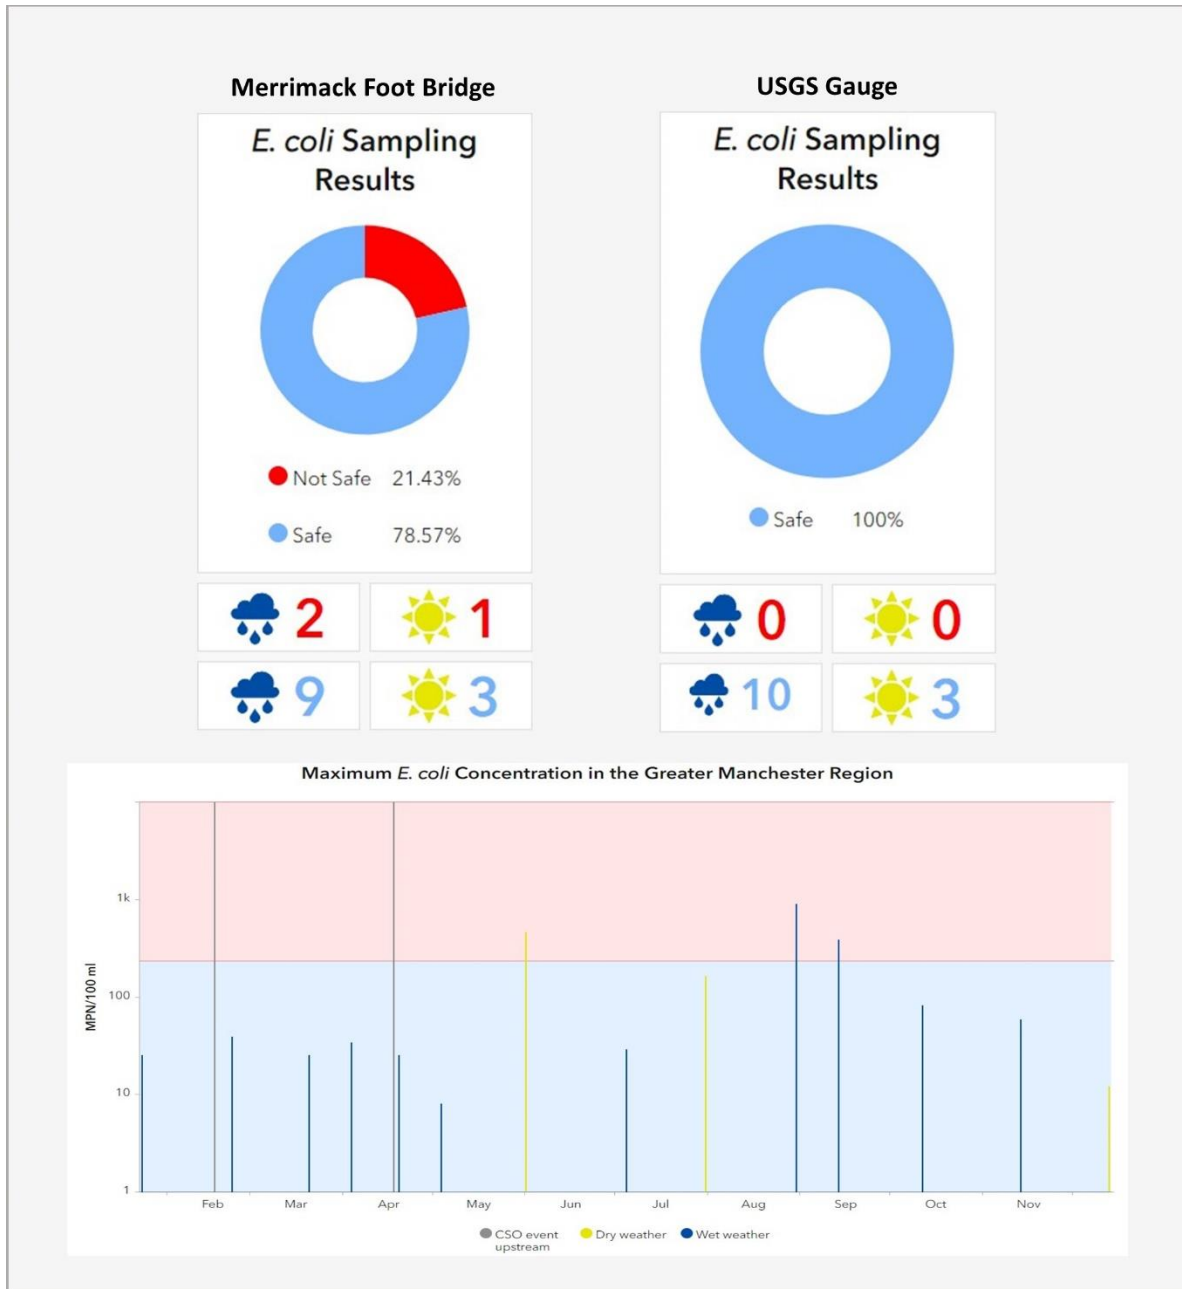 Merrimack Foot Bridge
E. coli Sampling
Results
Not Safe 21.43%
Safe 78.57%
2 1
9 3
USGS Gauge
E. coli Sampling
Results
Safe 100%
0 0
10 3
Maximum E. coli Concentration in the Greater Manchester Region
MPN/100 ml
1k
100
10
1
Feb Mar Apr May Jun Jul Aug Sep Oct Nov
CSO event
upstream
Dry weather
Wet weather